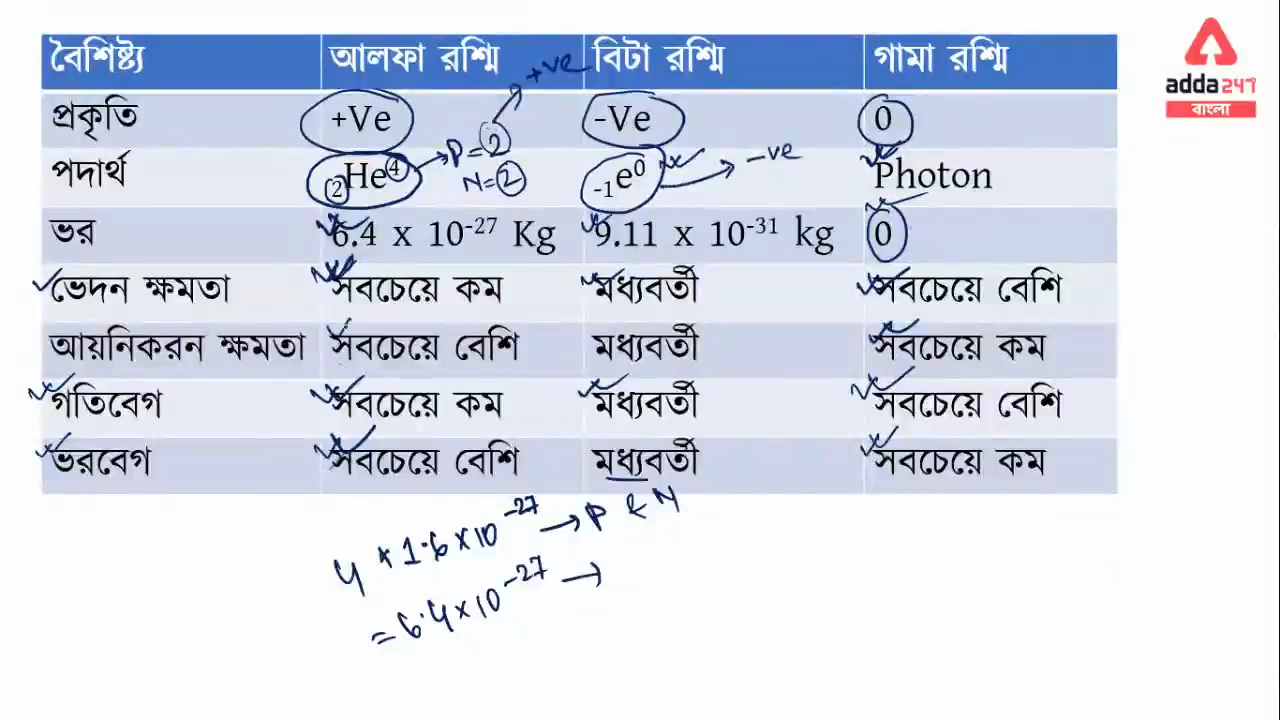 বৈশিষ্ট্য আলফা রশ্মি বিটা রশ্মি গামা রশ্মি
+ve
প্রকৃতি +Ve -Ve 0
P = 2
পদার্থ ₂He⁴ ₋₁e⁰ Photon
N = 2
-ve
ভর 6.4 x 10⁻²⁷ Kg 9.11 x 10⁻³¹ kg 0
ভেদন ক্ষমতা সবচেয়ে কম মধ্যবর্তী সবচেয়ে বেশি
আয়নিকরন ক্ষমতা সবচেয়ে বেশি মধ্যবর্তী সবচেয়ে কম
গতিবেগ সবচেয়ে কম মধ্যবর্তী সবচেয়ে বেশি
ভরবেগ সবচেয়ে বেশি মধ্যবর্তী সবচেয়ে কম
4 × 1.6 × 10⁻²⁷ → P & N
= 6.4 × 10⁻²⁷ →
adda247
বাংলা